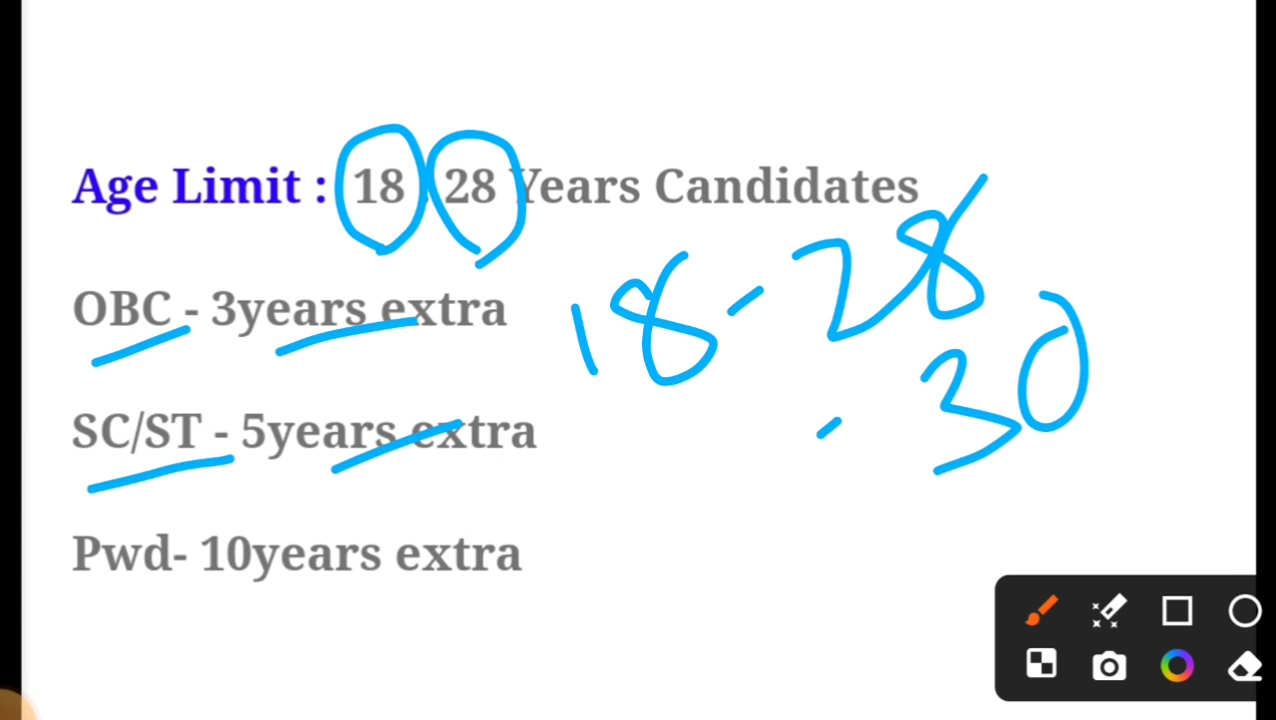 Age Limit : 18 28 Years Candidates
OBC - 3years extra
18 - 28
- 30
SC/ST - 5years extra
Pwd- 10years extra